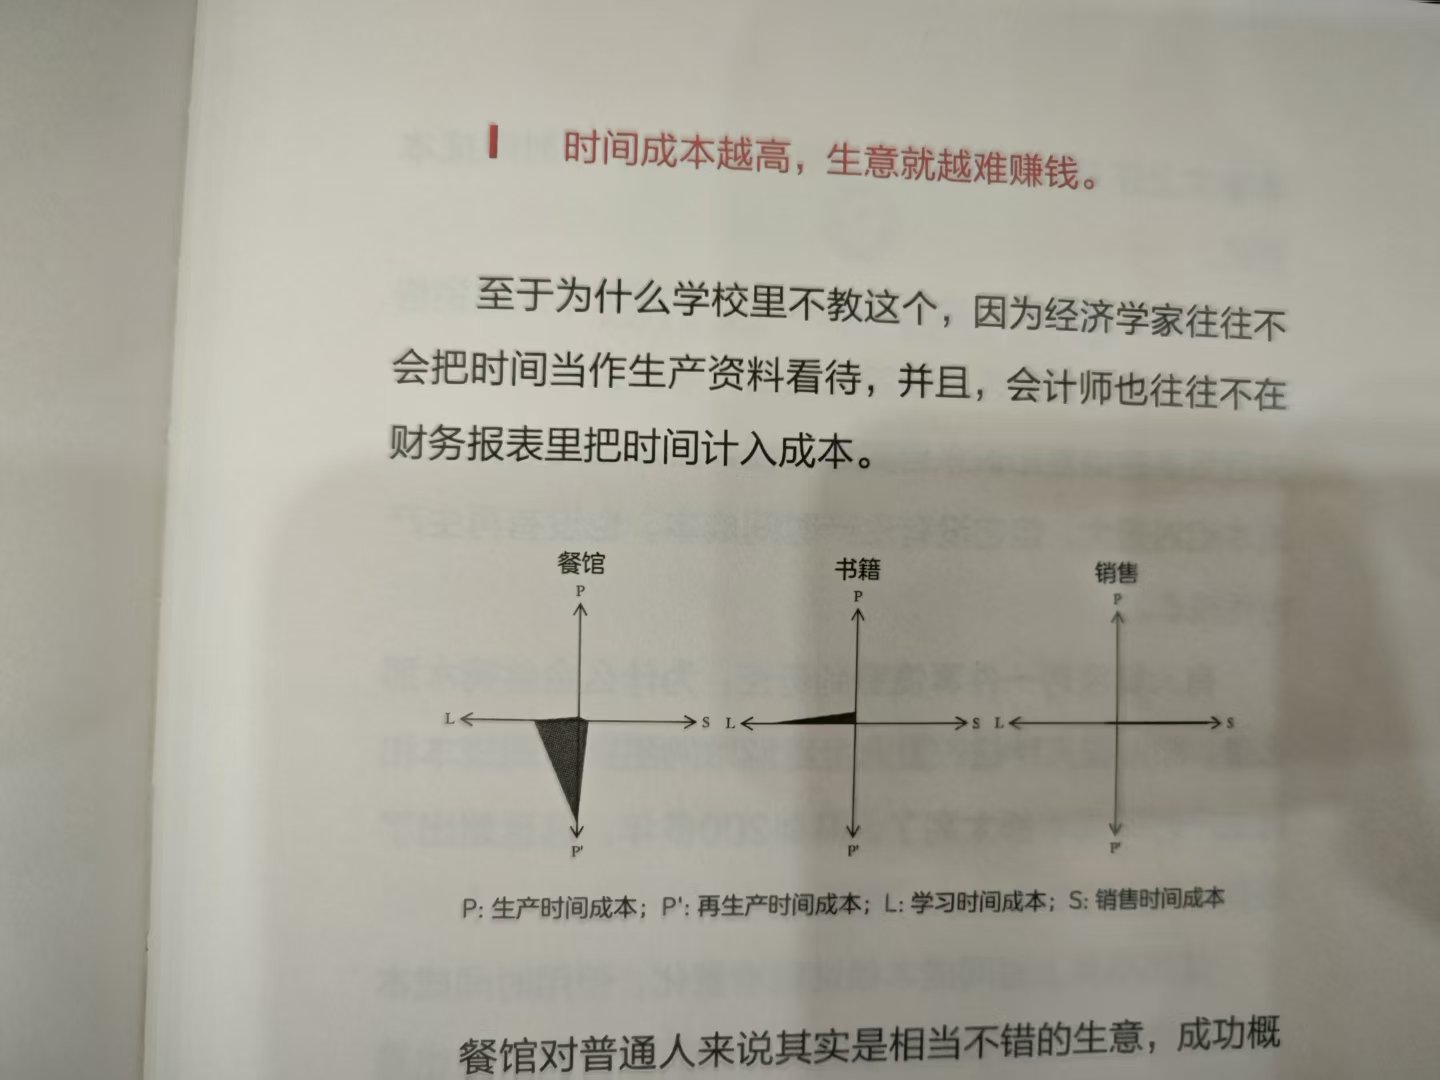 时间成本越高，生意就越难赚钱。
至于为什么学校里不教这个，因为经济学家往往不
会把时间当作生产资料看待，并且，会计师也往往不在
财务报表里把时间计入成本。
餐馆 书籍 销售
P P P
L S L S L S
P' P' P'
P: 生产时间成本；P': 再生产时间成本；L: 学习时间成本；S: 销售时间成本
餐馆对普通人来说其实是相当不错的生意，成功概